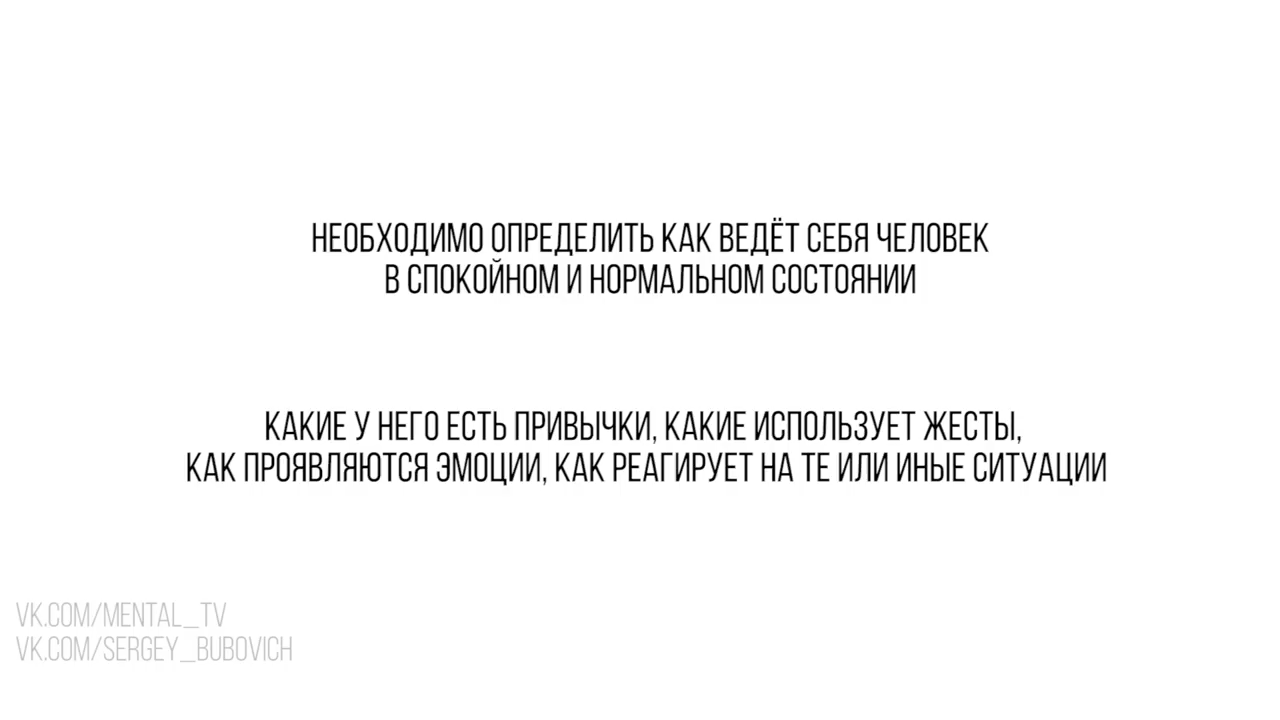 НЕОБХОДИМО ОПРЕДЕЛИТЬ КАК ВЕДЁТ СЕБЯ ЧЕЛОВЕК
В СПОКОЙНОМ И НОРМАЛЬНОМ СОСТОЯНИИ
КАКИЕ У НЕГО ЕСТЬ ПРИВЫЧКИ, КАКИЕ ИСПОЛЬЗУЕТ ЖЕСТЫ,
КАК ПРОЯВЛЯЮТСЯ ЭМОЦИИ, КАК РЕАГИРУЕТ НА ТЕ ИЛИ ИНЫЕ СИТУАЦИИ
VK.COM/MENTAL_TV
VK.COM/SERGEY_BUBOVICH